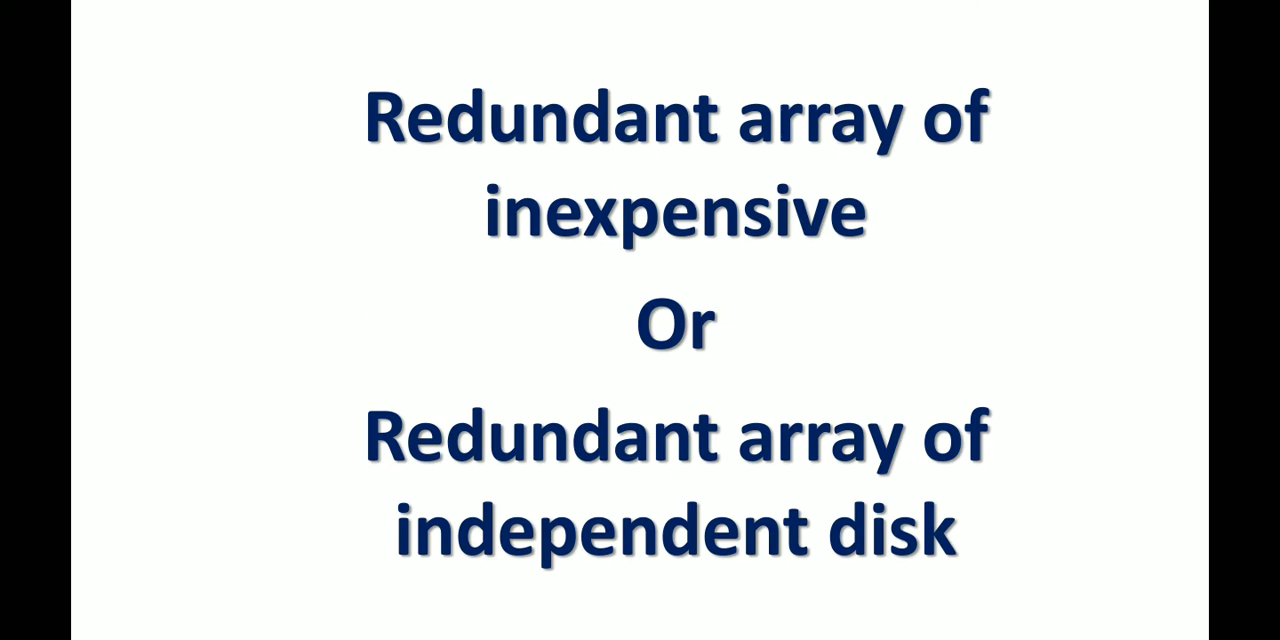 Redundant array of
inexpensive
Or
Redundant array of
independent disk